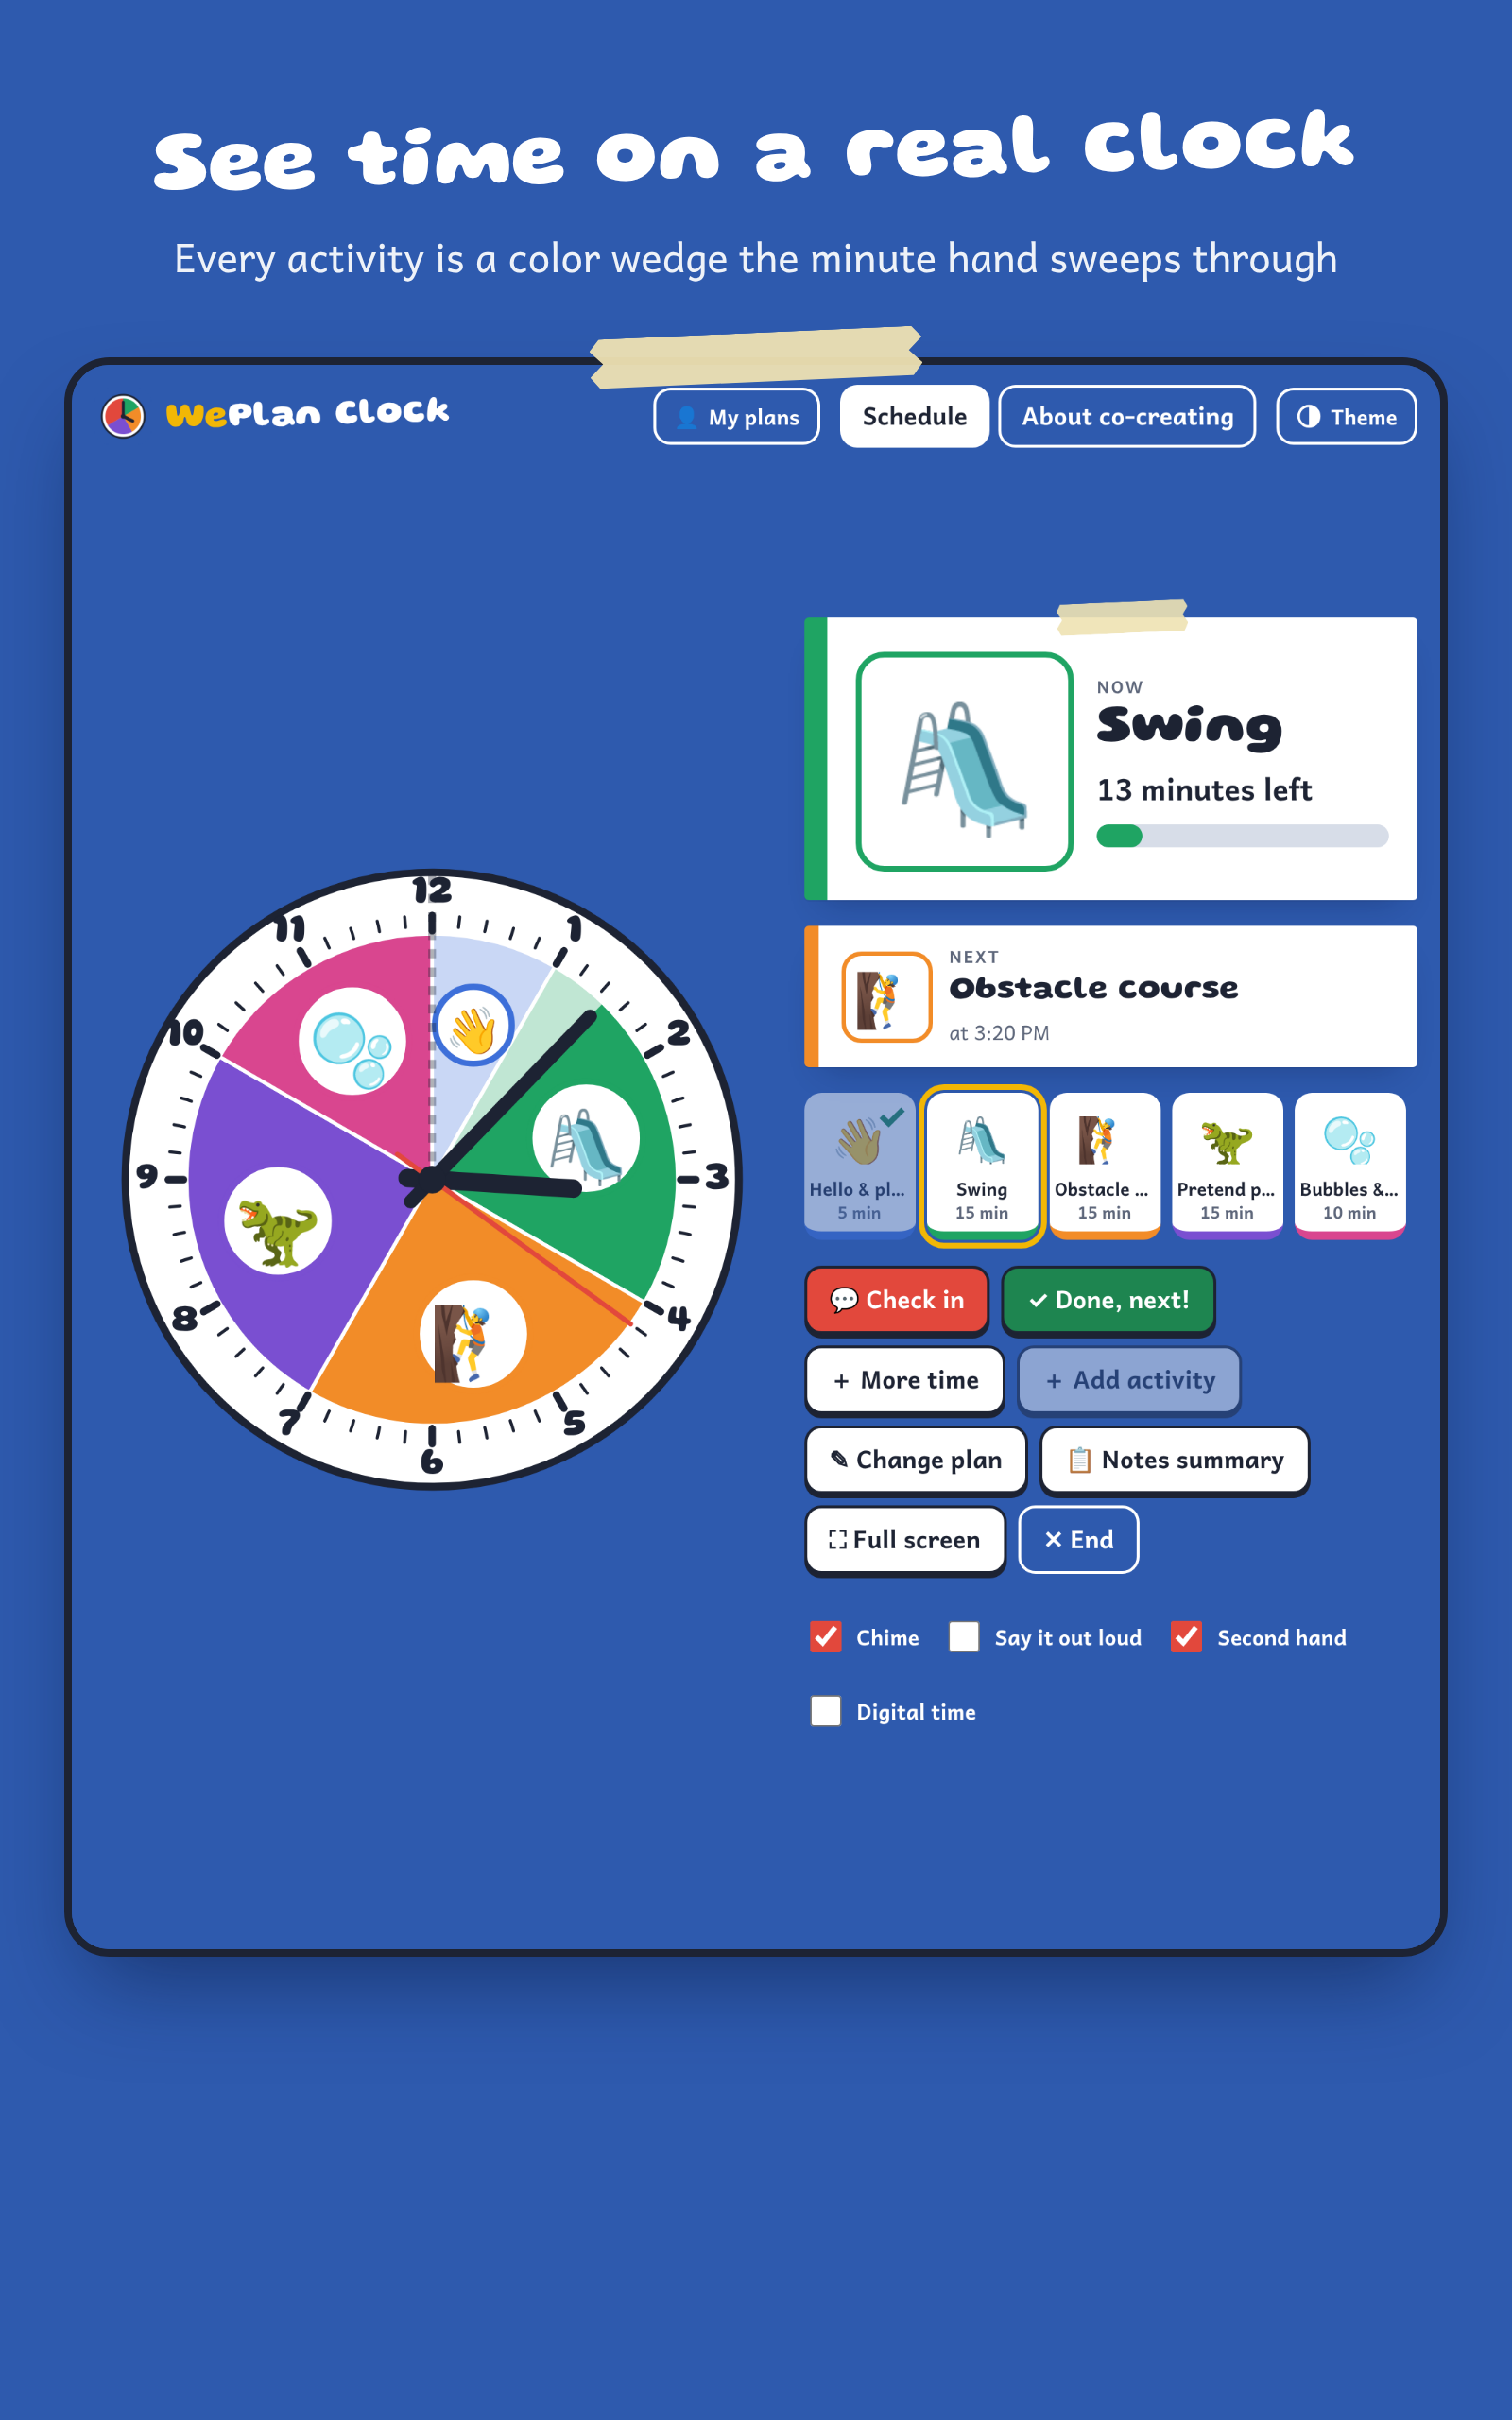 See time on a real clock
Every activity is a color wedge the minute hand sweeps through
WePlan Clock
My plans
Schedule
About co-creating
Theme
12
1
2
3
4
5
6
7
8
9
10
11
NOW
Swing
13 minutes left
NEXT
Obstacle course
at 3:20 PM
Hello & pl...
5 min
Swing
15 min
Obstacle ...
15 min
Pretend p...
15 min
Bubbles &...
10 min
Check in
✓ Done, next!
+ More time
+ Add activity
✎ Change plan
Notes summary
Full screen
✕ End
Chime
Say it out loud
Second hand
Digital time